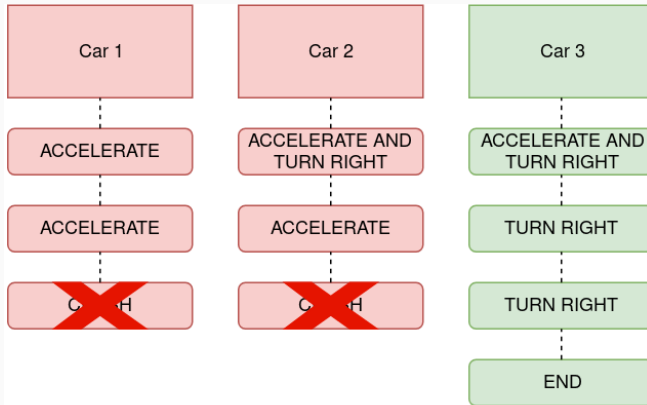 Car 1
Car 2
Car 3
ACCELERATE
ACCELERATE AND
TURN RIGHT
ACCELERATE AND
TURN RIGHT
ACCELERATE
ACCELERATE
TURN RIGHT
TURN RIGHT
END